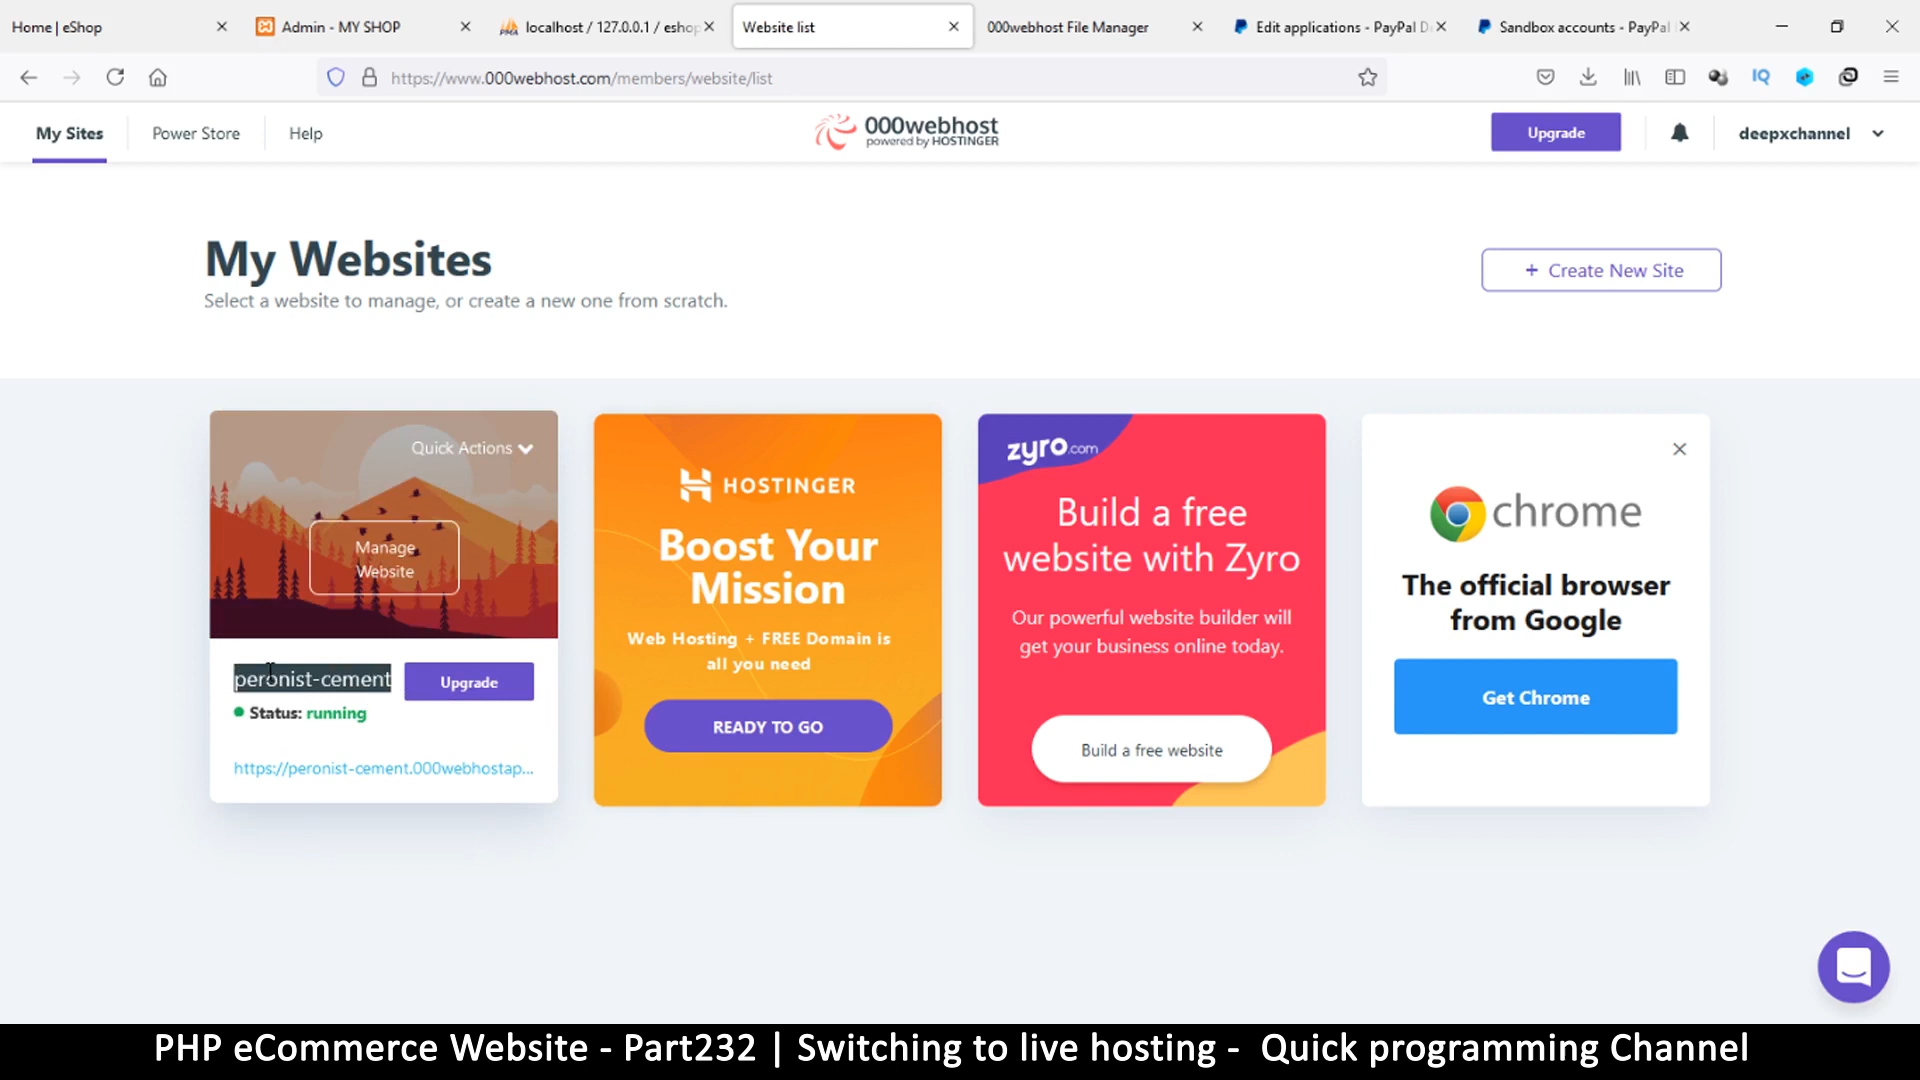 Home | eShop
Admin - MY SHOP
localhost / 127.0.0.1 / eshop
Website list
000webhost File Manager
Edit applications - PayPal D
Sandbox accounts - PayPal
https://www.000webhost.com/members/website/list
IQ
My Sites
Power Store
Help
000webhost
powered by HOSTINGER
Upgrade
deepxchannel
My Websites
Select a website to manage, or create a new one from scratch.
+ Create New Site
Quick Actions
Manage
Website
peronist-cement
Upgrade
Status: running
https://peronist-cement.000webhostap...
HOSTINGER
Boost Your
Mission
Web Hosting + FREE Domain is
all you need
READY TO GO
zyro.com
Build a free
website with Zyro
Our powerful website builder will
get your business online today.
Build a free website
chrome
The official browser
from Google
Get Chrome
PHP eCommerce Website - Part232 | Switching to live hosting - Quick programming Channel